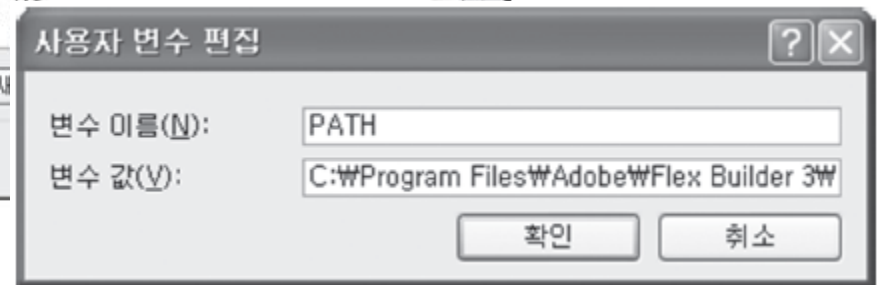 사용자 변수 편집
변수 이름(N): PATH
변수 값(V): C:₩Program Files₩Adobe₩Flex Builder 3₩
확인 취소